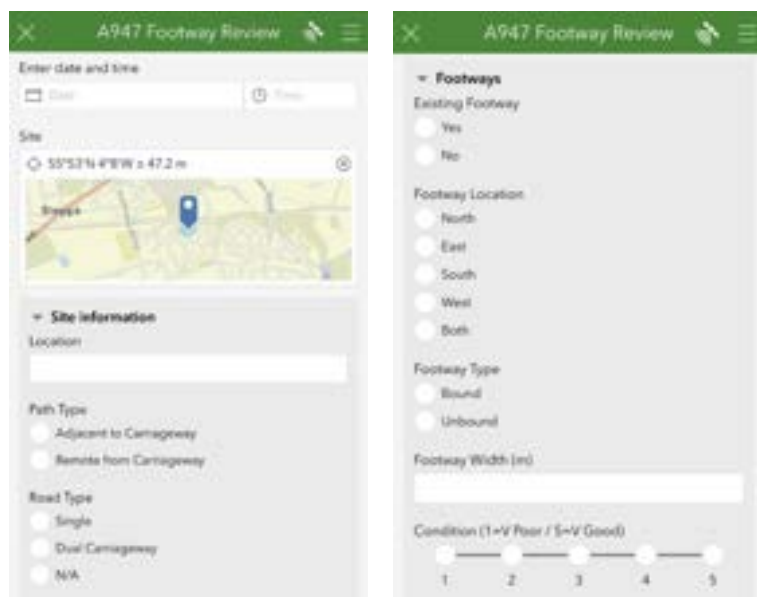 A947 Footway Review
Enter date and time
Date
Time
Site
55°53'N 4°8'W ± 47.2 m
Stepps
Site information
Location
Path Type
Adjacent to Carriageway
Remote from Carriageway
Road Type
Single
Dual Carriageway
N/A
A947 Footway Review
Footways
Existing Footway
Yes
No
Footway Location
North
East
South
West
Both
Footway Type
Bound
Unbound
Footway Width (m)
Condition (1=V Poor / 5=V Good)
1 2 3 4 5